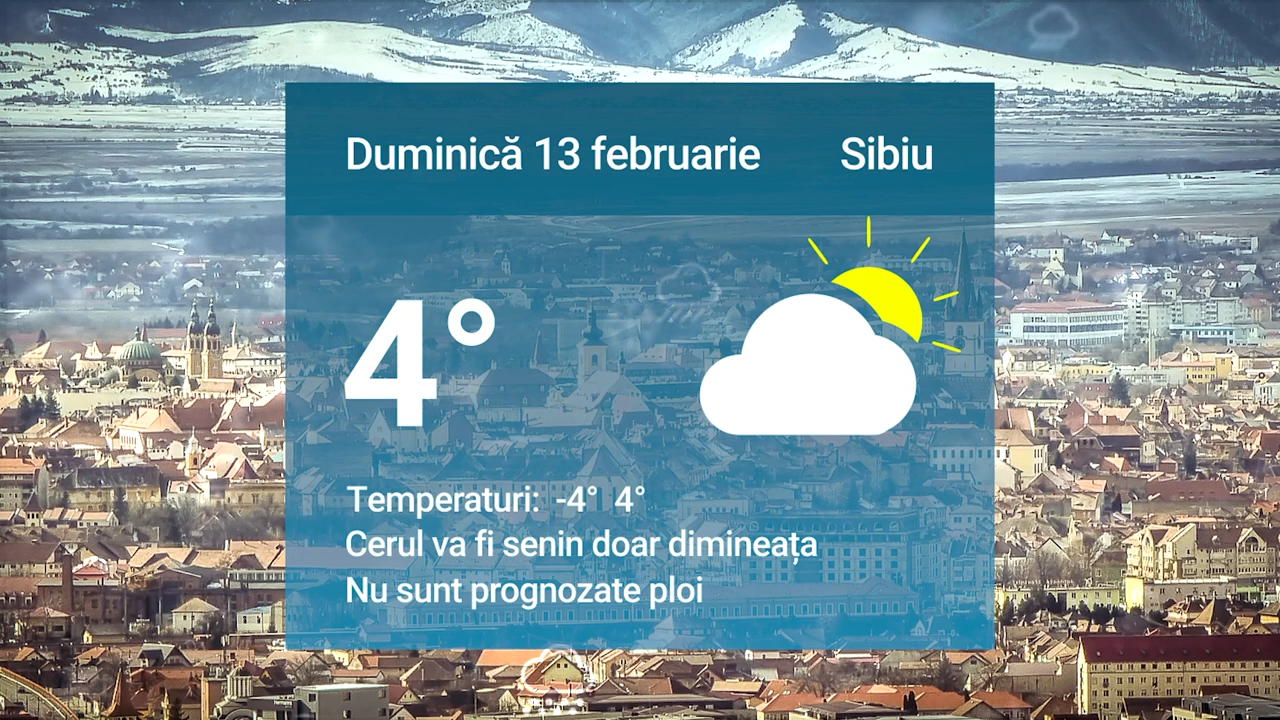 Duminică 13 februarie Sibiu
4°
Temperaturi: -4° 4°
Cerul va fi senin doar dimineața
Nu sunt prognozate ploi